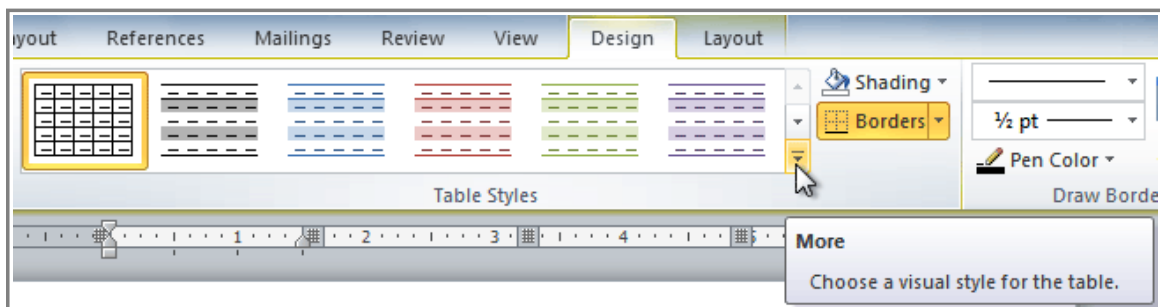 ayout References Mailings Review View Design Layout
Shading
Borders
½ pt
Pen Color
Table Styles
Draw Borde
1 2 3 4 5
More
Choose a visual style for the table.